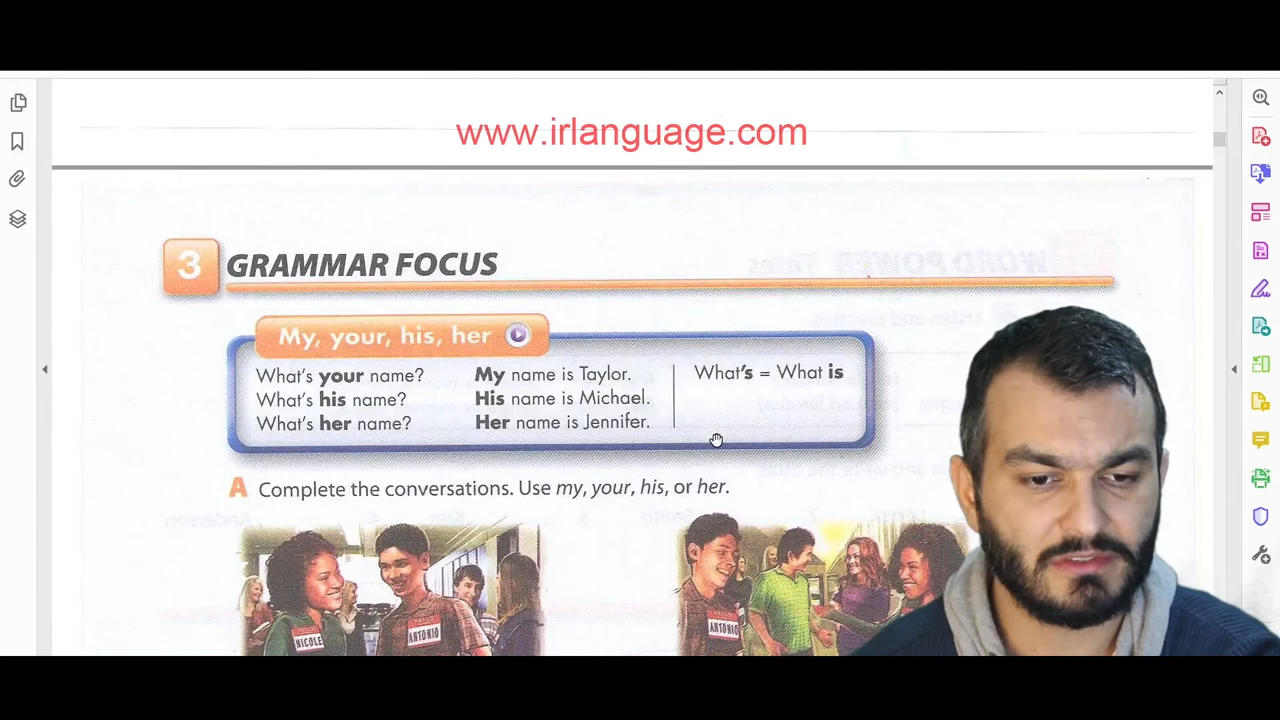 www.irlanguage.com
3 GRAMMAR FOCUS
My, your, his, her
What's your name? My name is Taylor. What's = What is
What's his name? His name is Michael.
What's her name? Her name is Jennifer.
A Complete the conversations. Use my, your, his, or her.
NICOLE
ANTONIO
ANTONIO